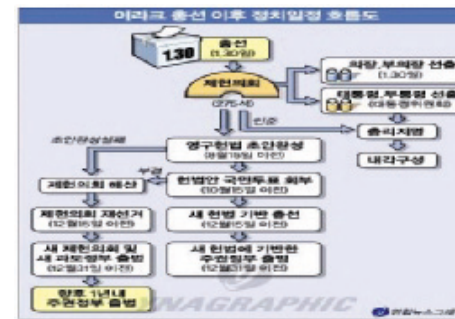 이라크 총선 이후 정치일정 흐름도
1.30
총선
(1.30일)
제헌의회
(275석)
의장,부의장 선출
(1.30일)
대통령,부통령 선출
(대통령위원회)
인준
총리지명
내각구성
초안완성실패
영구헌법 초안완성
(8월15일 이전)
부결
제헌의회 해산
헌법안 국민투표 회부
(10월15일 이전)
제헌의회 재선거
(12월15일 이전)
새 헌법 기반 총선
(12월15일 이전)
새 제헌의회 및
새 과도정부 출범
(12월31일 이전)
새 헌법에 기반한
주권정부 출범
(12월31일 이전)
향후 1년내
주권정부 출범
YNAGRAPHIC
연합뉴스그래